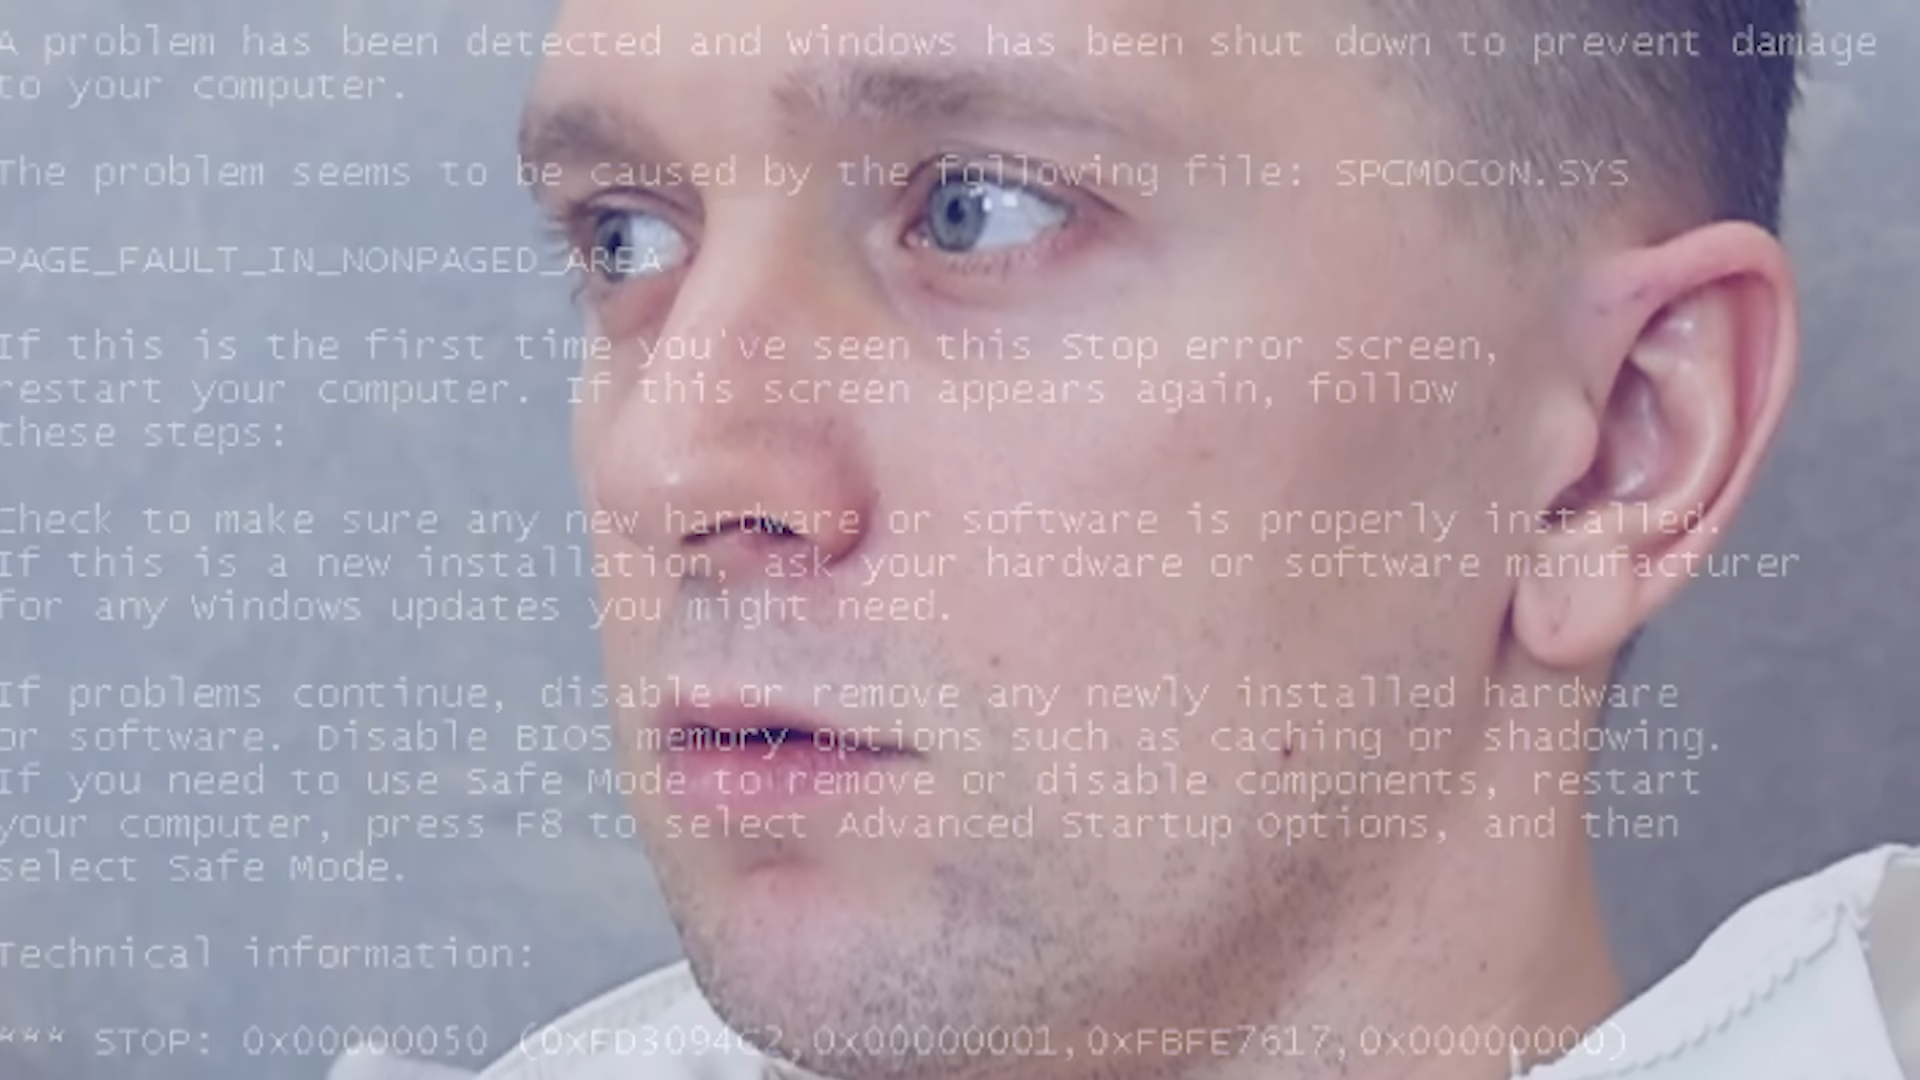 A problem has been detected and Windows has been shut down to prevent damage
to your computer.
The problem seems to be caused by the following file: SPCMDCON.SYS
PAGE_FAULT_IN_NONPAGED_AREA
If this is the first time you've seen this Stop error screen,
restart your computer. If this screen appears again, follow
these steps:
Check to make sure any new hardware or software is properly installed.
If this is a new installation, ask your hardware or software manufacturer
for any Windows updates you might need.
If problems continue, disable or remove any newly installed hardware
or software. Disable BIOS memory options such as caching or shadowing.
If you need to use Safe Mode to remove or disable components, restart
your computer, press F8 to select Advanced Startup Options, and then
select Safe Mode.
Technical information:
*** STOP: 0x00000050 (0xFD3094C2,0x00000001,0xFBFE7617,0x00000000)